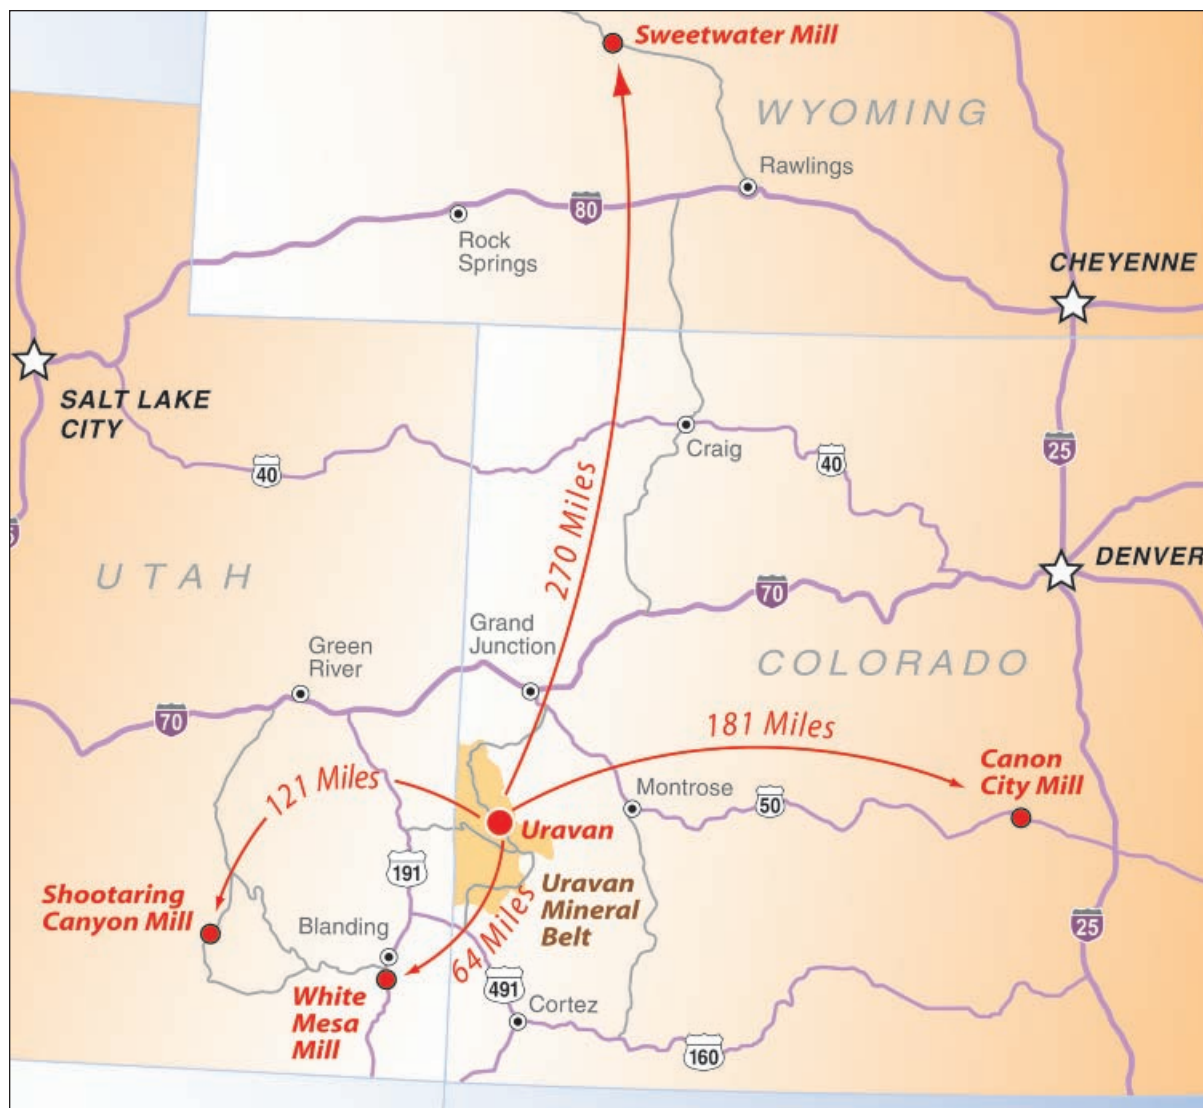 Sweetwater Mill
WYOMING
Rawlings
80
Rock
Springs
CHEYENNE
SALT LAKE
CITY
Craig
40
40
25
270 Miles
DENVER
UTAH
70
Grand
Junction
Green
River
COLORADO
70
181 Miles
121 Miles
Canon
City Mill
Montrose
50
Uravan
191
Uravan
Mineral
Belt
Shootaring
Canyon Mill
Blanding
64 Miles
25
491
White
Mesa
Mill
Cortez
160